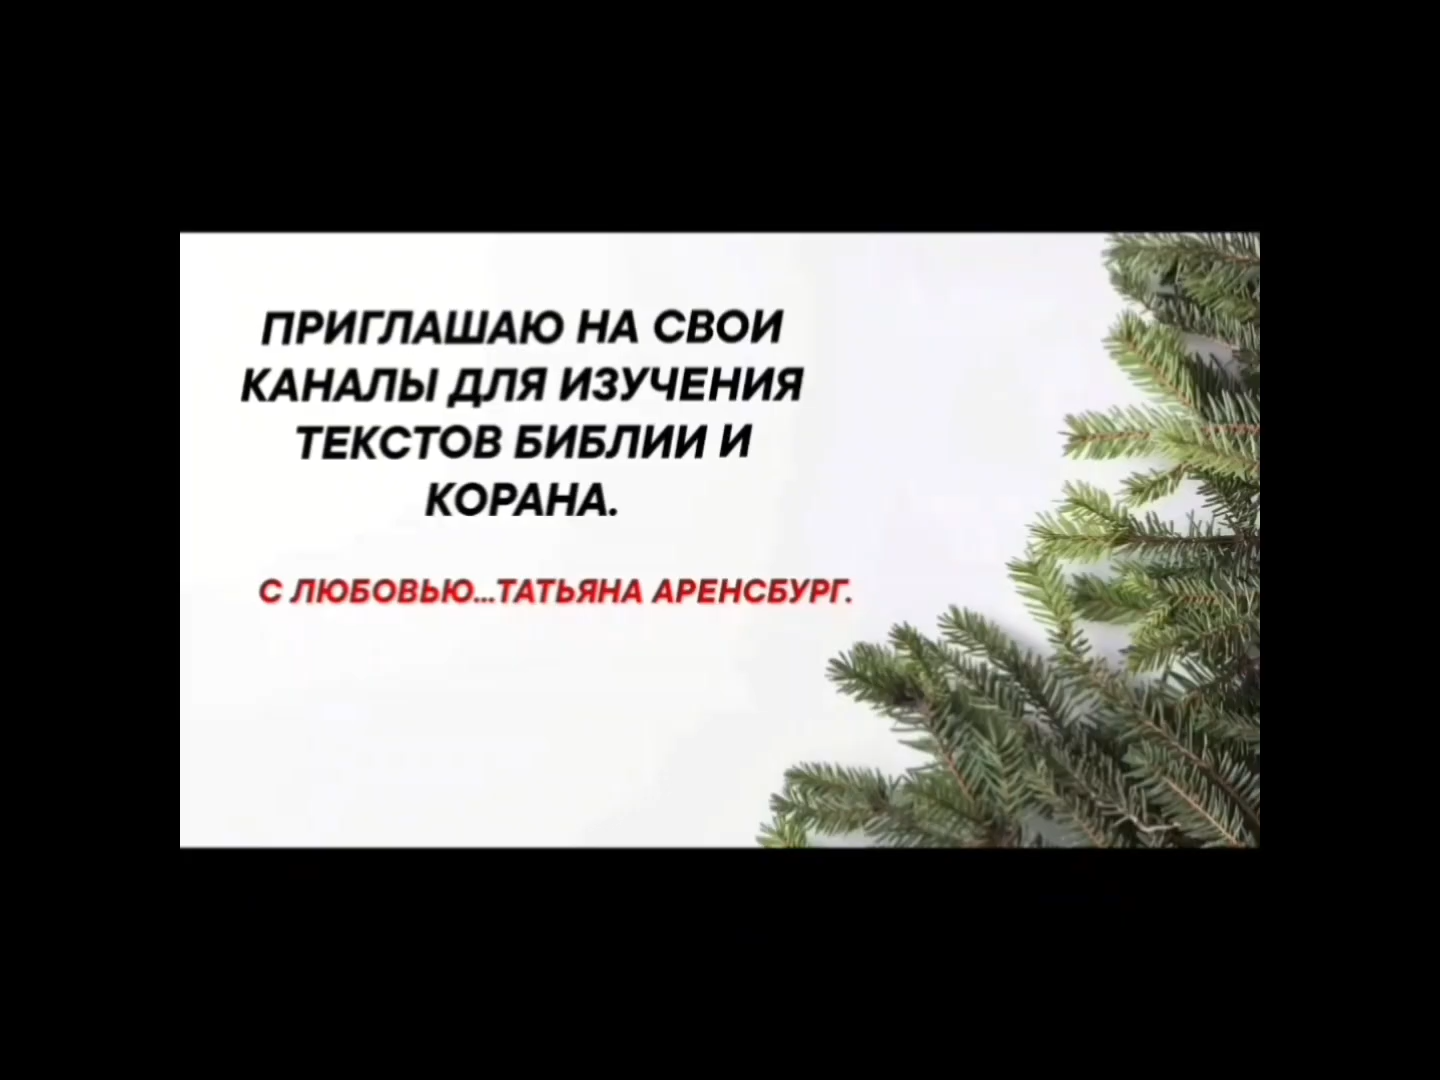 ПРИГЛАШАЮ НА СВОИ
КАНАЛЫ ДЛЯ ИЗУЧЕНИЯ
ТЕКСТОВ БИБЛИИ И
КОРАНА.
С ЛЮБОВЬЮ...ТАТЬЯНА АРЕНСБУРГ.